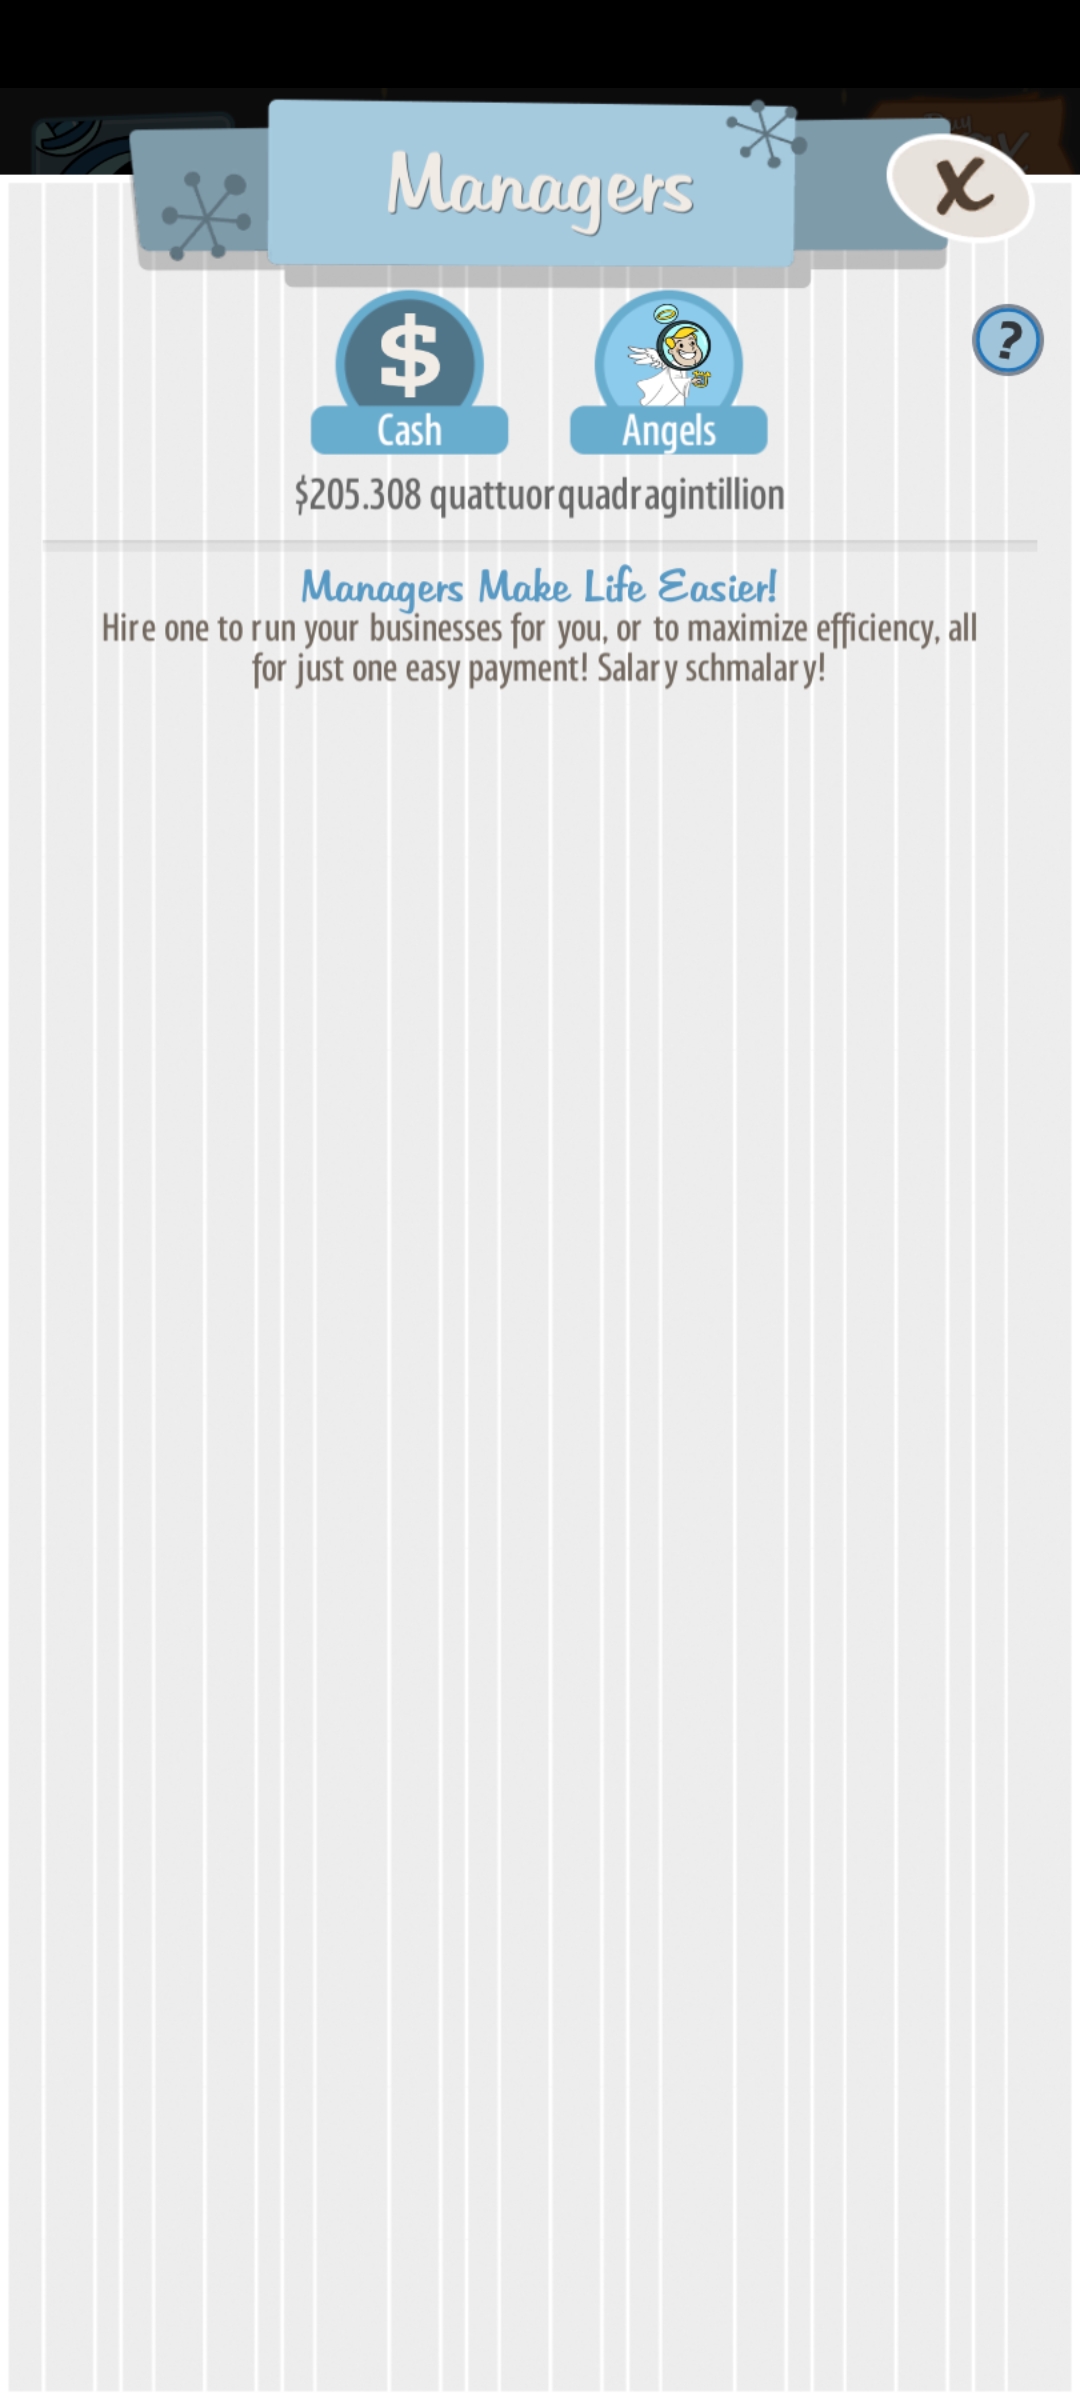 Managers
X
$
?
Cash
Angels
$205.308 quattuorquadragintillion
Managers Make Life Easier!
Hire one to run your businesses for you, or to maximize efficiency, all
for just one easy payment! Salary schmalary!